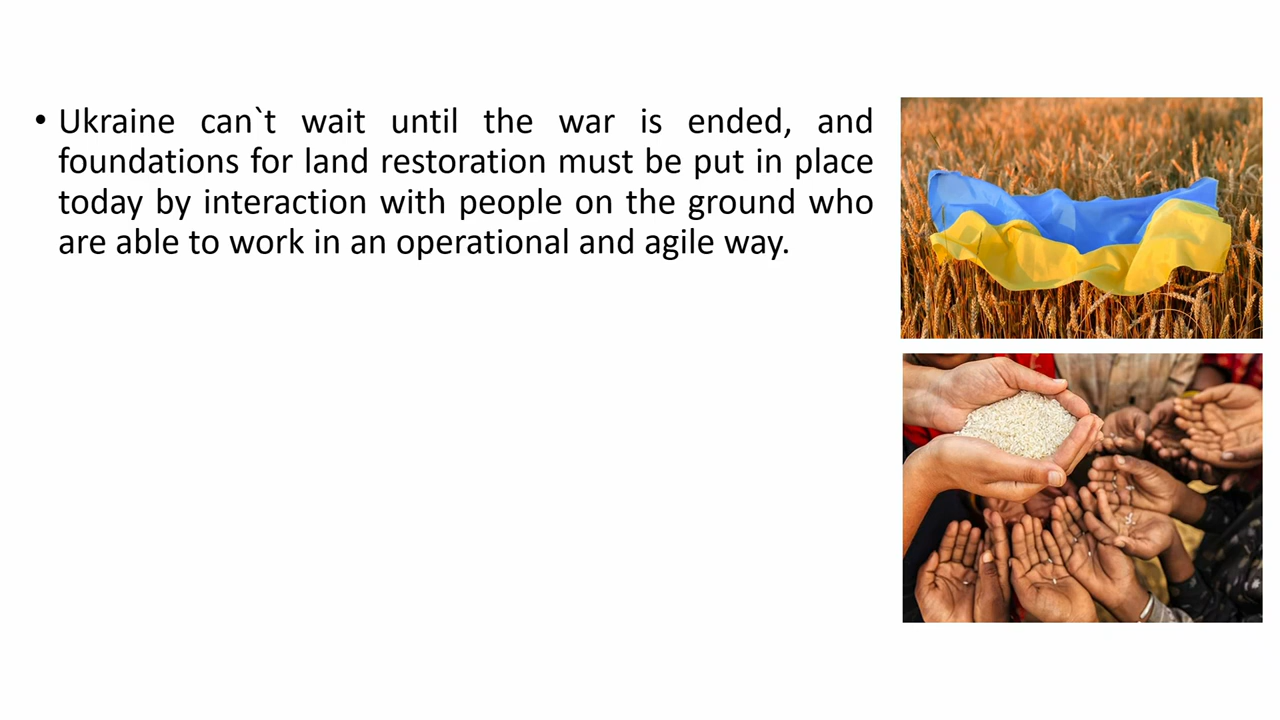 • Ukraine can`t wait until the war is ended, and
foundations for land restoration must be put in place
today by interaction with people on the ground who
are able to work in an operational and agile way.